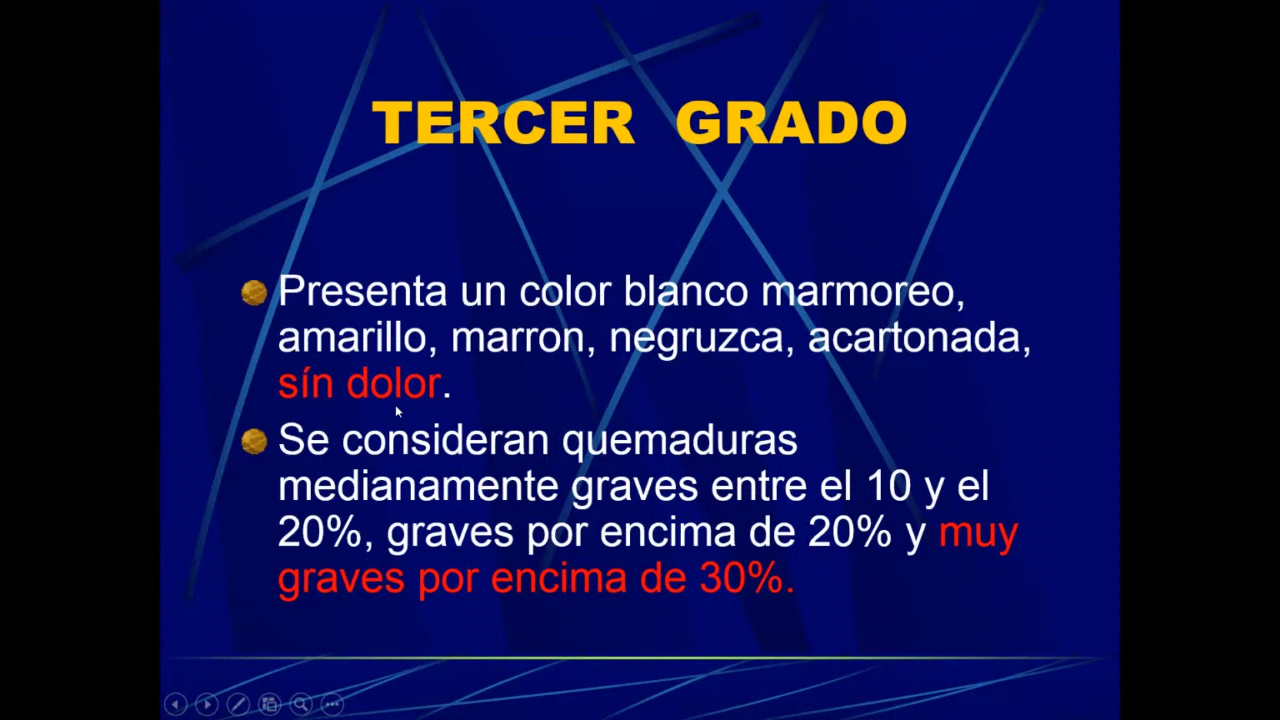 TERCER GRADO
Presenta un color blanco marmoreo,
amarillo, marron, negruzca, acartonada,
sín dolor.
Se consideran quemaduras
medianamente graves entre el 10 y el
20%, graves por encima de 20% y muy
graves por encima de 30%.